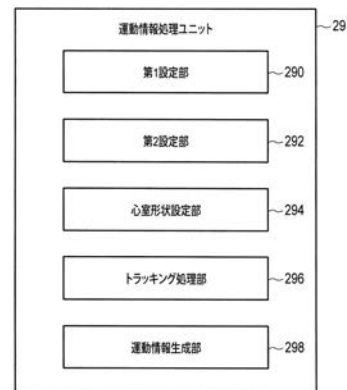 運動情報処理ユニット
29
第1設定部
290
第2設定部
292
心室形状設定部
294
トラッキング処理部
296
運動情報生成部
298